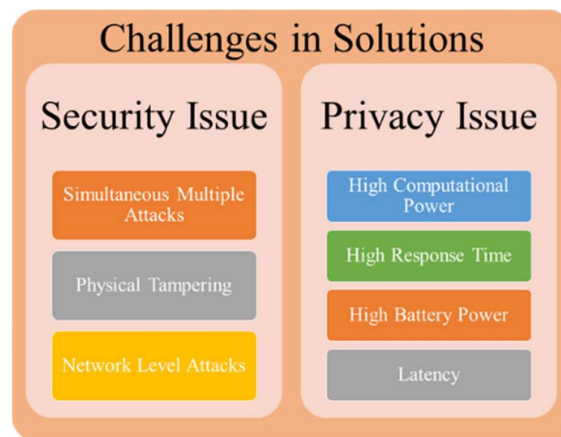 Challenges in Solutions
Security Issue
Simultaneous Multiple
Attacks
Physical Tampering
Network Level Attacks
Privacy Issue
High Computational
Power
High Response Time
High Battery Power
Latency